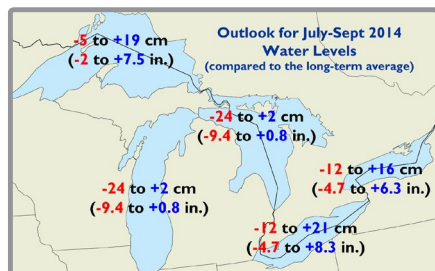 Outlook for July-Sept 2014
Water Levels
(compared to the long-term average)
-5 to +19 cm
(-2 to +7.5 in.)
-24 to +2 cm
(-9.4 to +0.8 in.)
-24 to +2 cm
(-9.4 to +0.8 in.)
-12 to +16 cm
(-4.7 to +6.3 in.)
-12 to +21 cm
(-4.7 to +8.3 in.)